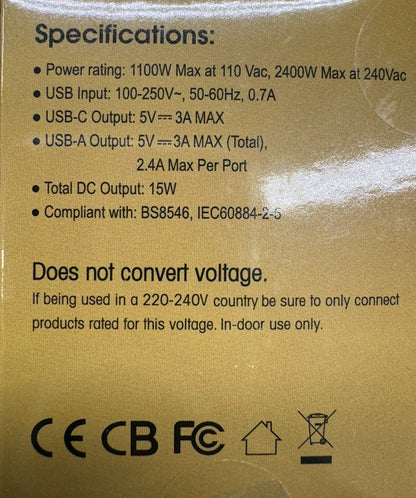 Specifications:
● Power rating: 1100W Max at 110 Vac, 2400W Max at 240Vac
● USB Input: 100-250V~, 50-60Hz, 0.7A
● USB-C Output: 5V⎓3A MAX
● USB-A Output: 5V⎓3A MAX (Total),
2.4A Max Per Port
● Total DC Output: 15W
● Compliant with: BS8546, IEC60884-2-5
Does not convert voltage.
If being used in a 220-240V country be sure to only connect
products rated for this voltage. In-door use only.
CE CB FC